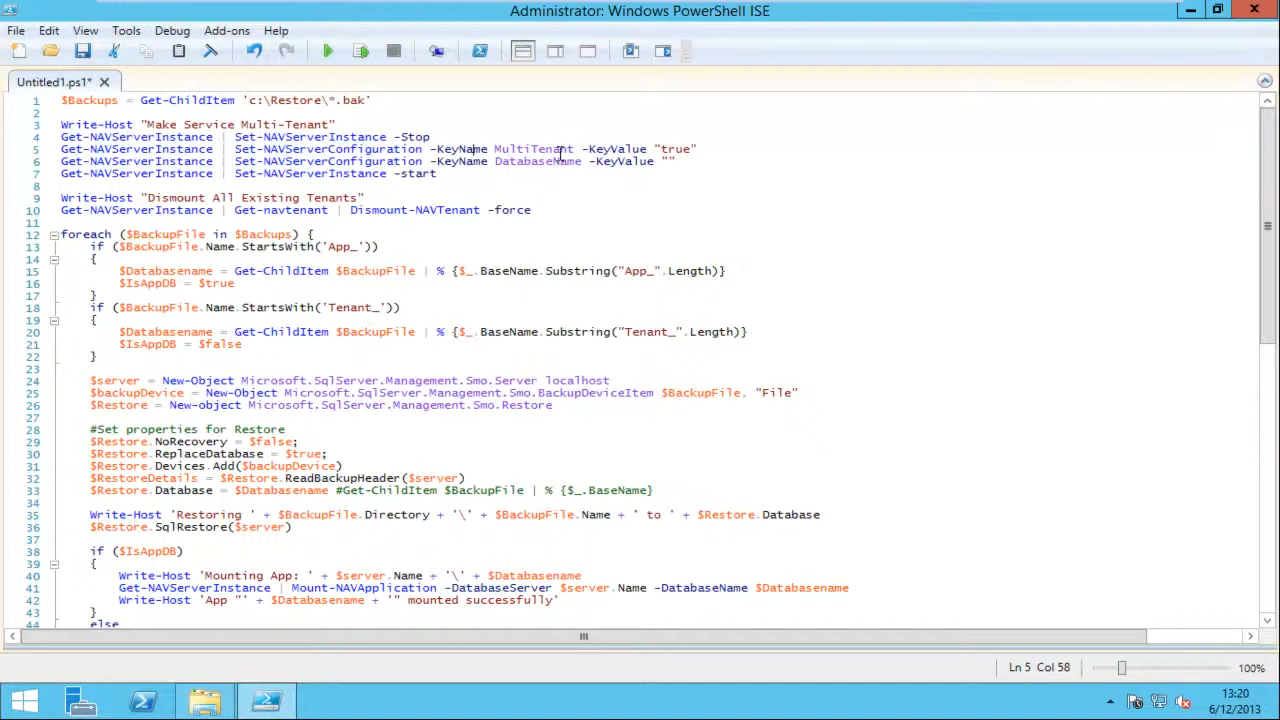 Administrator: Windows PowerShell ISE
File Edit View Tools Debug Add-ons Help
Untitled1.ps1*
1 $Backups = Get-ChildItem 'c:\Restore\*.bak'
2
3 Write-Host "Make Service Multi-Tenant"
4 Get-NAVServerInstance | Set-NAVServerInstance -Stop
5 Get-NAVServerInstance | Set-NAVServerConfiguration -KeyName MultiTenant -KeyValue "true"
6 Get-NAVServerInstance | Set-NAVServerConfiguration -KeyName DatabaseName -KeyValue ""
7 Get-NAVServerInstance | Set-NAVServerInstance -start
8
9 Write-Host "Dismount All Existing Tenants"
10 Get-NAVServerInstance | Get-navtenant | Dismount-NAVTenant -force
11
12 foreach ($BackupFile in $Backups) {
13 if ($BackupFile.Name.StartsWith('App_'))
14 {
15 $Databasename = Get-ChildItem $BackupFile | % {$_.BaseName.Substring("App_".Length)}
16 $IsAppDB = $true
17 }
18 if ($BackupFile.Name.StartsWith('Tenant_'))
19 {
20 $Databasename = Get-ChildItem $BackupFile | % {$_.BaseName.Substring("Tenant_".Length)}
21 $IsAppDB = $false
22 }
23
24 $server = New-Object Microsoft.SqlServer.Management.Smo.Server localhost
25 $backupDevice = New-Object Microsoft.SqlServer.Management.Smo.BackupDeviceItem $BackupFile, "File"
26 $Restore = New-object Microsoft.SqlServer.Management.Smo.Restore
27
28 #Set properties for Restore
29 $Restore.NoRecovery = $false;
30 $Restore.ReplaceDatabase = $true;
31 $Restore.Devices.Add($backupDevice)
32 $RestoreDetails = $Restore.ReadBackupHeader($server)
33 $Restore.Database = $Databasename #Get-ChildItem $BackupFile | % {$_.BaseName}
34
35 Write-Host 'Restoring ' + $BackupFile.Directory + '\' + $BackupFile.Name + ' to ' + $Restore.Database
36 $Restore.SqlRestore($server)
37
38 if ($IsAppDB)
39 {
40 Write-Host 'Mounting App: ' + $server.Name + '\' + $Databasename
41 Get-NAVServerInstance | Mount-NAVApplication -DatabaseServer $server.Name -DatabaseName $Databasename
42 Write-Host 'App "' + $Databasename + '" mounted successfully'
43 }
44 else
Ln 5 Col 58 100%
13:20
6/12/2013